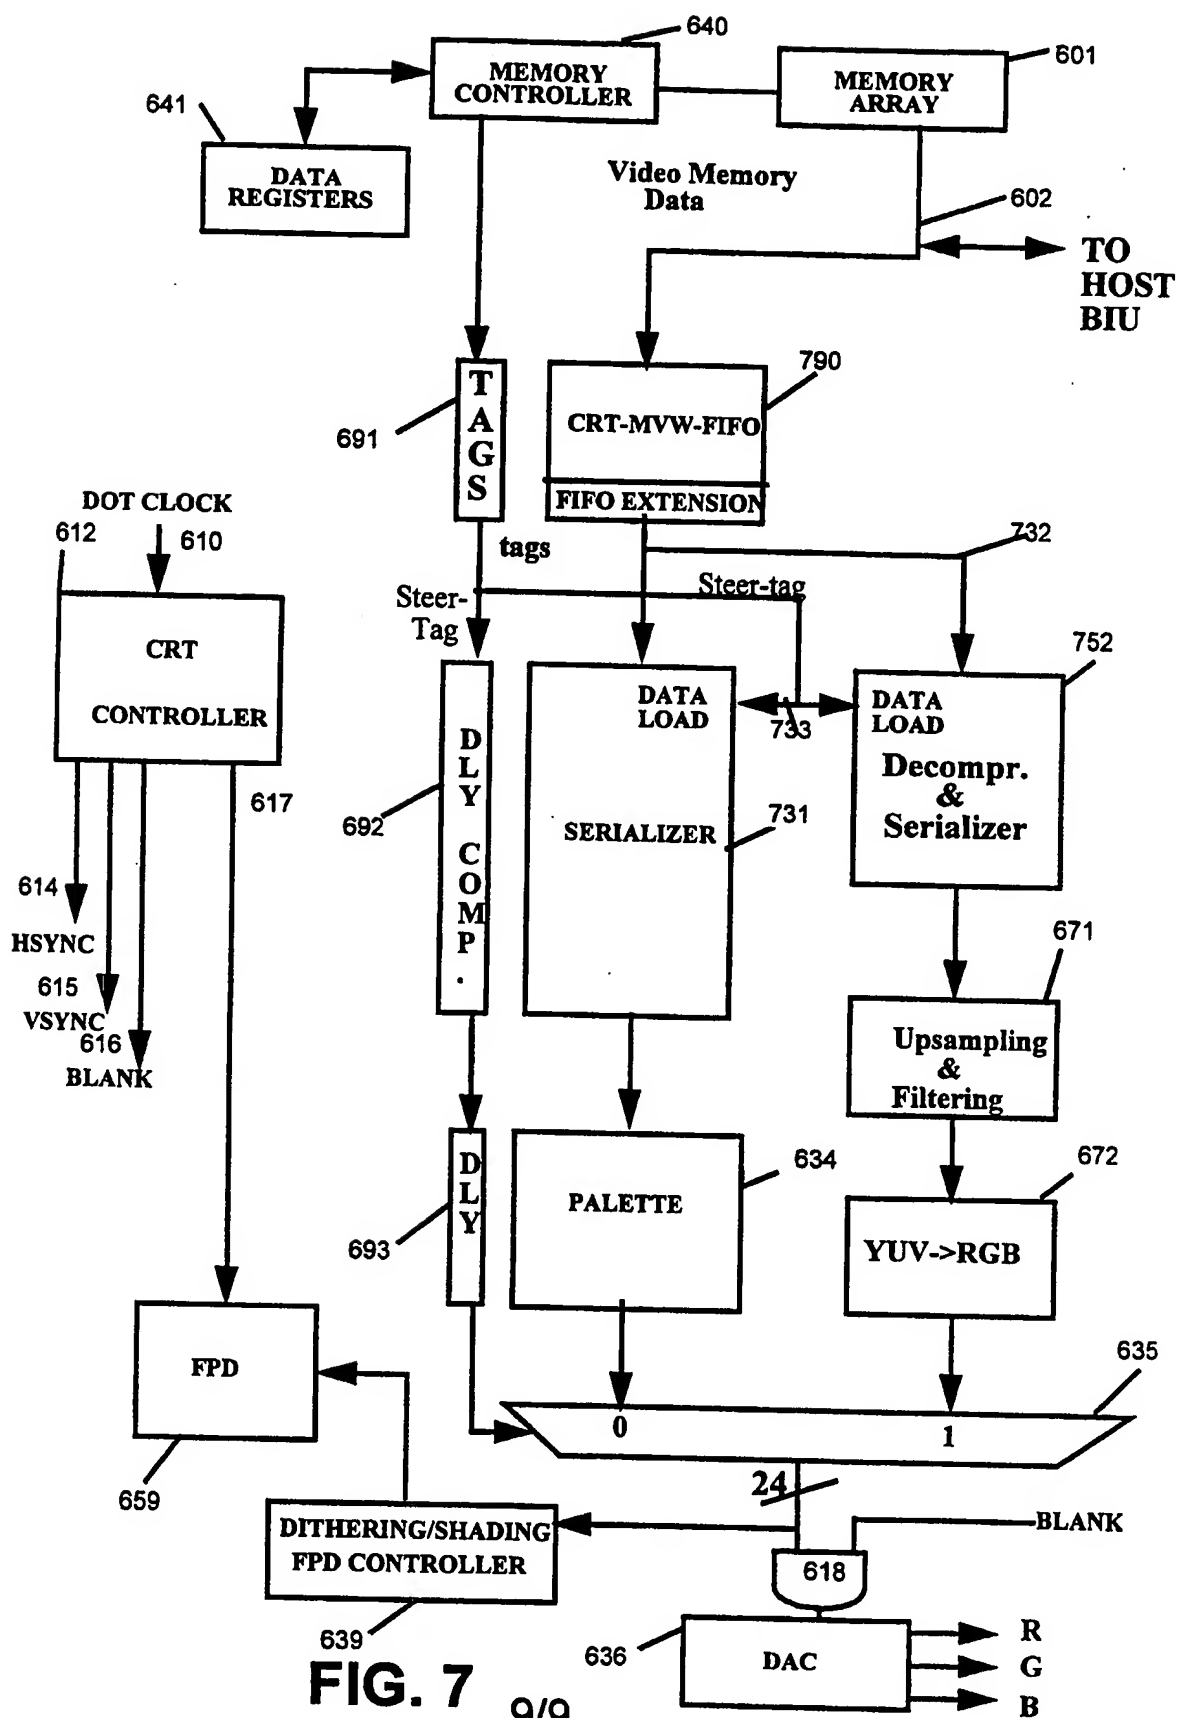 640
MEMORY
CONTROLLER
601
MEMORY
ARRAY
641
DATA
REGISTERS
Video Memory
Data
602
TO
HOST
BIU
790
T
A
G
S
691
CRT-MVW-FIFO
FIFO EXTENSION
DOT CLOCK
612
610
tags
732
Steer-
Tag
Steer-tag
CRT
CONTROLLER
752
DATA
LOAD
733
DATA
LOAD
Decompr.
&
Serializer
617
692
D
L
Y
C
O
M
P
.
SERIALIZER
731
614
HSYNC
615
VSYNC
616
BLANK
671
Upsampling
&
Filtering
D
L
Y
693
PALETTE
634
672
YUV->RGB
FPD
659
635
0
1
24
BLANK
DITHERING/SHADING
FPD CONTROLLER
618
639
636
DAC
R
G
B
FIG. 7
9/9